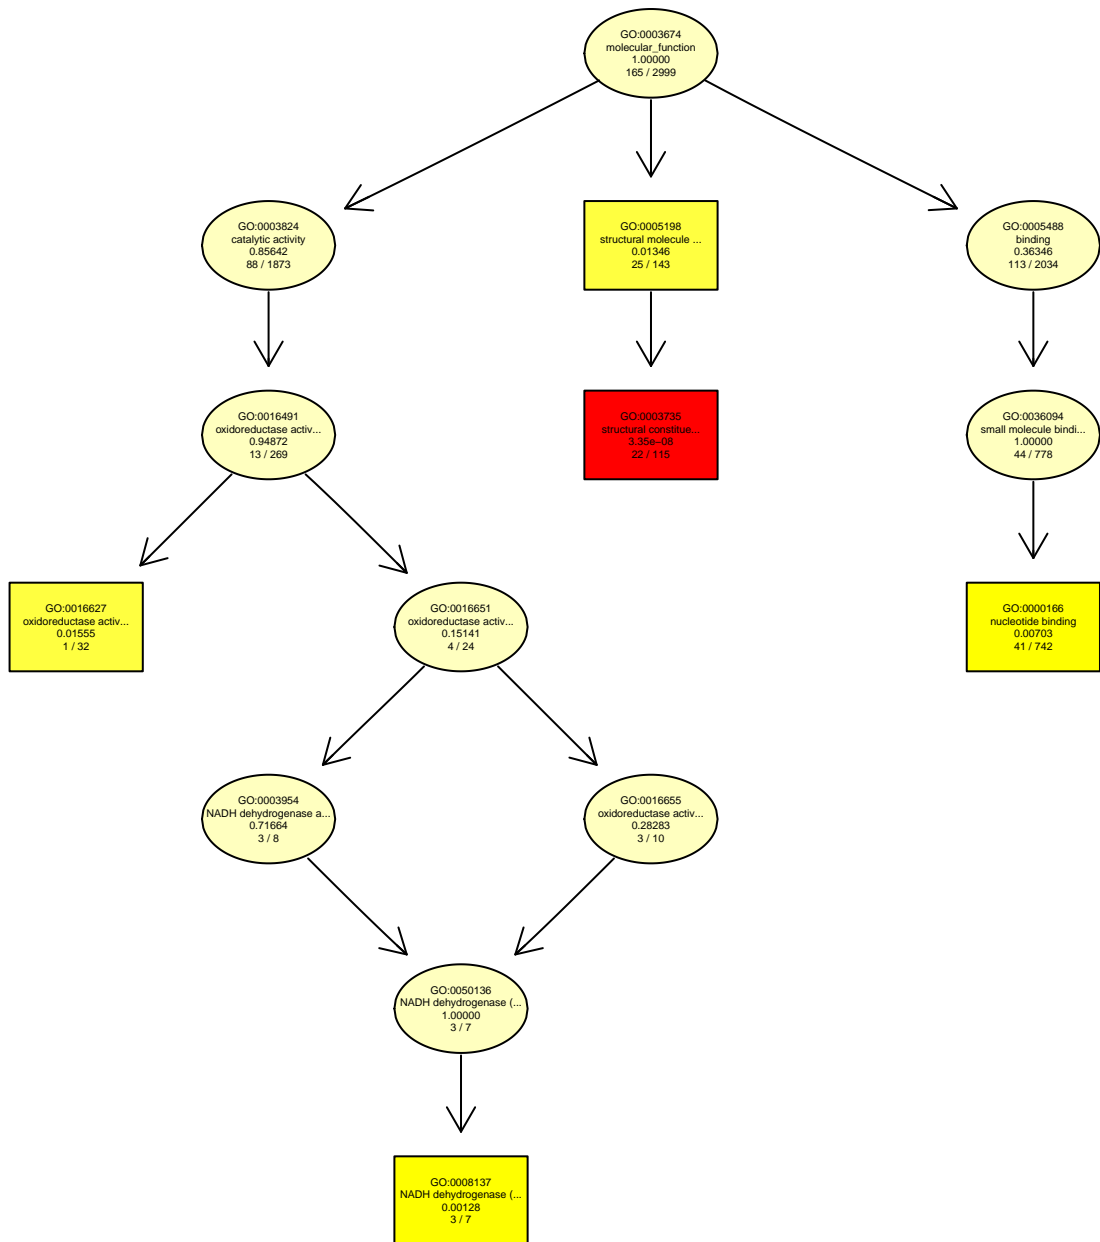 GO:0003674
molecular_function
1.00000
165 / 2999
GO:0003824
catalytic activity
0.85642
88 / 1873
GO:0005198
structural molecule ...
0.01346
25 / 143
GO:0005488
binding
0.36346
113 / 2034
GO:0016491
oxidoreductase activ...
0.94872
13 / 269
GO:0003735
structural constitue...
3.35e−08
22 / 115
GO:0036094
small molecule bindi...
1.00000
44 / 778
GO:0016627
oxidoreductase activ...
0.01555
1 / 32
GO:0016651
oxidoreductase activ...
0.15141
4 / 24
GO:0000166
nucleotide binding
0.00703
41 / 742
GO:0003954
NADH dehydrogenase a...
0.71664
3 / 8
GO:0016655
oxidoreductase activ...
0.28283
3 / 10
GO:0050136
NADH dehydrogenase (...
1.00000
3 / 7
GO:0008137
NADH dehydrogenase (...
0.00128
3 / 7